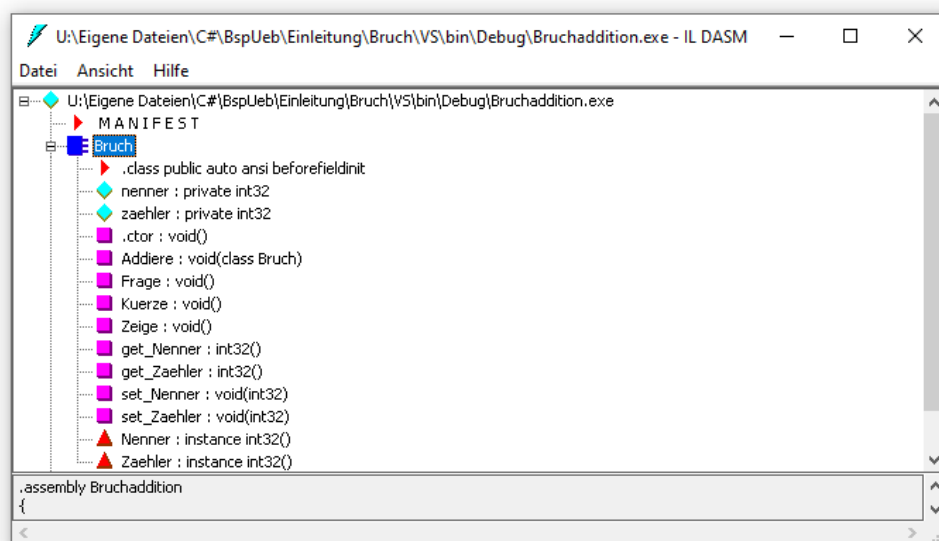 U:\Eigene Dateien\C#\BspUeb\Einleitung\Bruch\VS\bin\Debug\Bruchaddition.exe - IL DASM
Datei Ansicht Hilfe
U:\Eigene Dateien\C#\BspUeb\Einleitung\Bruch\VS\bin\Debug\Bruchaddition.exe
M A N I F E S T
Bruch
.class public auto ansi beforefieldinit
nenner : private int32
zaehler : private int32
.ctor : void()
Addiere : void(class Bruch)
Frage : void()
Kuerze : void()
Zeige : void()
get_Nenner : int32()
get_Zaehler : int32()
set_Nenner : void(int32)
set_Zaehler : void(int32)
Nenner : instance int32()
Zaehler : instance int32()
.assembly Bruchaddition
{